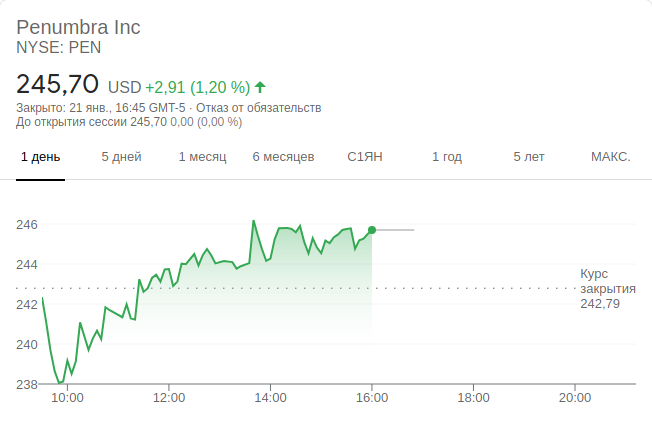 Penumbra Inc
NYSE: PEN
245,70 USD +2,91 (1,20 %)
Закрыто: 21 янв., 16:45 GMT-5 · Отказ от обязательств
До открытия сессии 245,70 0,00 (0,00 %)
1 день 5 дней 1 месяц 6 месяцев С1ЯН 1 год 5 лет МАКС.
246
244
Курс
закрытия
242,79
242
240
238
10:00 12:00 14:00 16:00 18:00 20:00